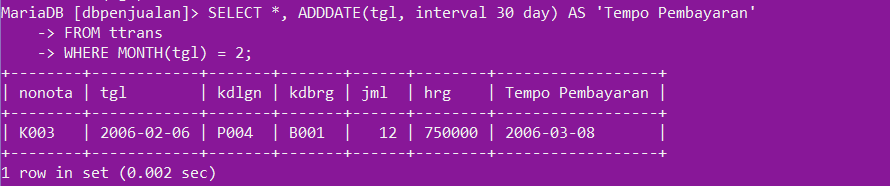 MariaDB [dbpenjualan]> SELECT *, ADDDATE(tgl, interval 30 day) AS 'Tempo Pembayaran'
    -> FROM ttrans
    -> WHERE MONTH(tgl) = 2;
+--------+------------+-------+-------+------+--------+------------------+
| nonota | tgl        | kdlgn | kdbrg | jml  | hrg    | Tempo Pembayaran |
+--------+------------+-------+-------+------+--------+------------------+
| K003   | 2006-02-06 | P004  | B001  |   12 | 750000 | 2006-03-08       |
+--------+------------+-------+-------+------+--------+------------------+
1 row in set (0.002 sec)